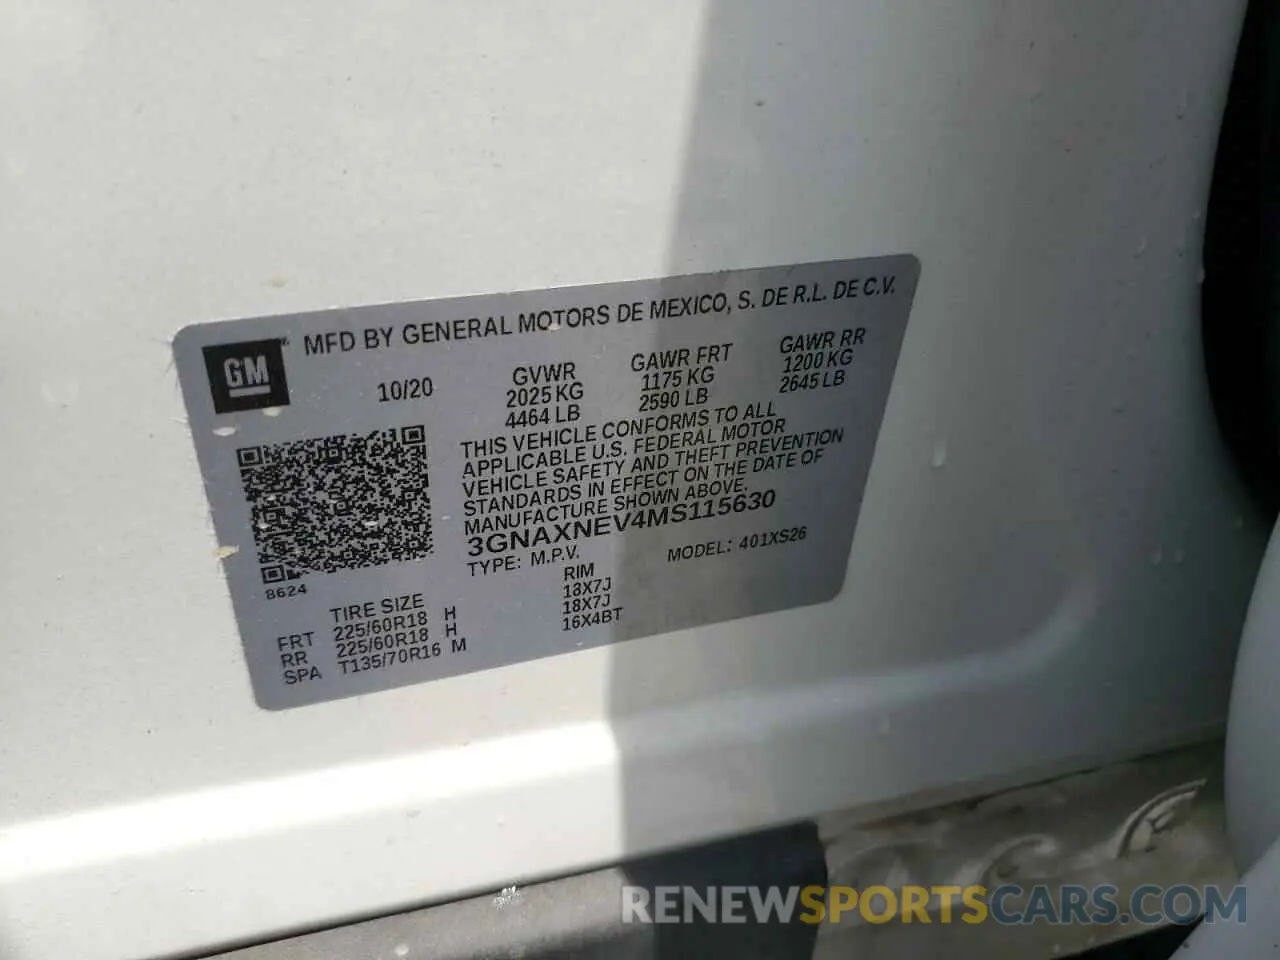 MFD BY GENERAL MOTORS DE MEXICO, S. DE R.L. DE C.V.
GM
10/20
GVWR GAWR FRT GAWR RR
2025 KG 1175 KG 1200 KG
4464 LB 2590 LB 2645 LB
THIS VEHICLE CONFORMS TO ALL
APPLICABLE U.S. FEDERAL MOTOR
VEHICLE SAFETY AND THEFT PREVENTION
STANDARDS IN EFFECT ON THE DATE OF
MANUFACTURE SHOWN ABOVE.
3GNAXNEV4MS115630
TYPE: M.P.V. MODEL: 401XS26
8624
TIRE SIZE RIM
FRT 225/60R18 H 18X7J
RR 225/60R18 H 18X7J
SPA T135/70R16 M 16X4BT
RENEWSPORTSCARS.COM